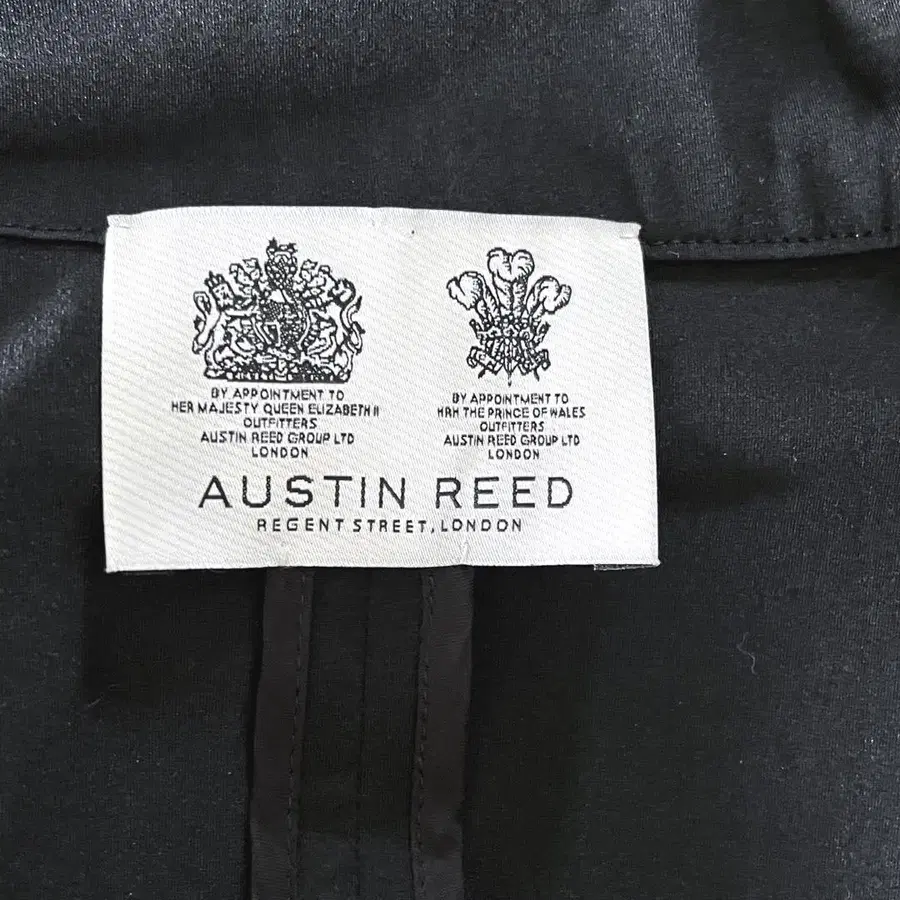 BY APPOINTMENT TO
HER MAJESTY QUEEN ELIZABETH II
OUTFITTERS
AUSTIN REED GROUP LTD
LONDON
BY APPOINTMENT TO
HRH THE PRINCE OF WALES
OUTFITTERS
AUSTIN REED GROUP LTD
LONDON
AUSTIN REED
REGENT STREET, LONDON